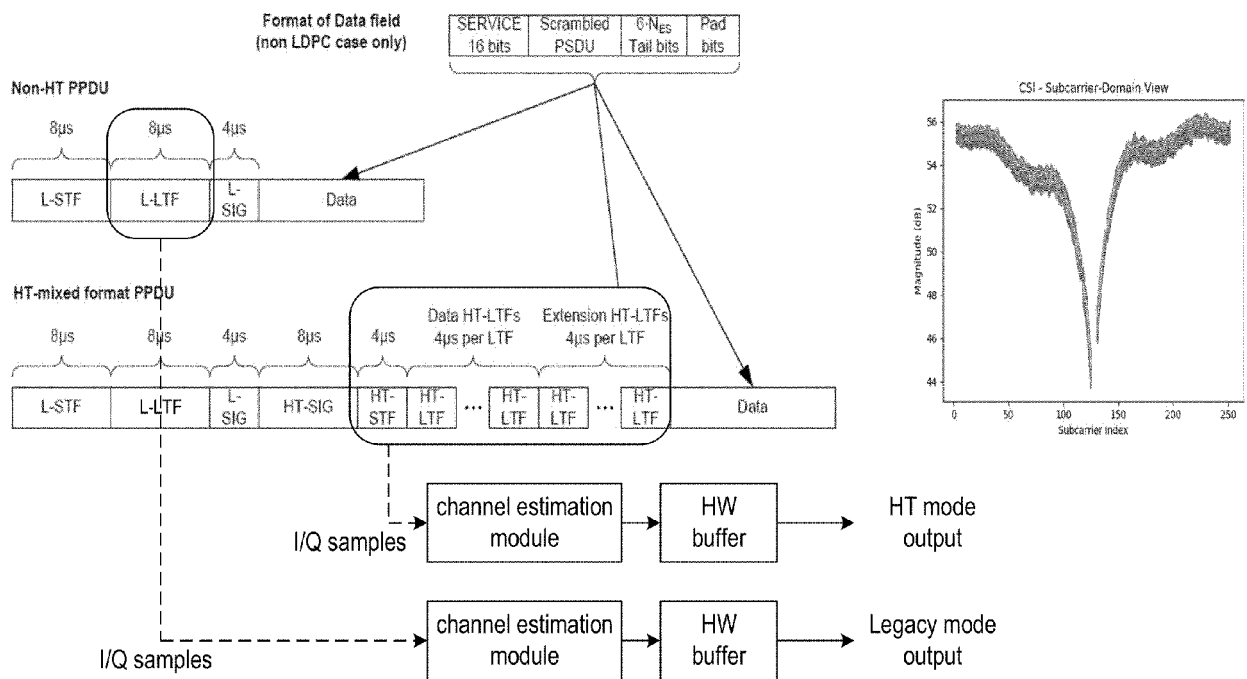 Format of Data field
(non LDPC case only)
SERVICE
16 bits
Scrambled
PSDU
6·NES
Tail bits
Pad
bits
Non-HT PPDU
8µs
8µs
4µs
L-STF
L-LTF
L-
SIG
Data
HT-mixed format PPDU
8µs
8µs
4µs
8µs
4µs
Data HT-LTFs
4µs per LTF
Extension HT-LTFs
4µs per LTF
L-STF
L-LTF
L-
SIG
HT-SIG
HT-
STF
HT-
LTF
...
HT-
LTF
HT-
LTF
...
HT-
LTF
Data
I/Q samples
channel estimation
module
HW
buffer
HT mode
output
I/Q samples
channel estimation
module
HW
buffer
Legacy mode
output
CSI - Subcarrier-Domain View
Magnitude (dB)
56
54
52
50
48
46
44
0
50
100
150
200
250
Subcarrier Index